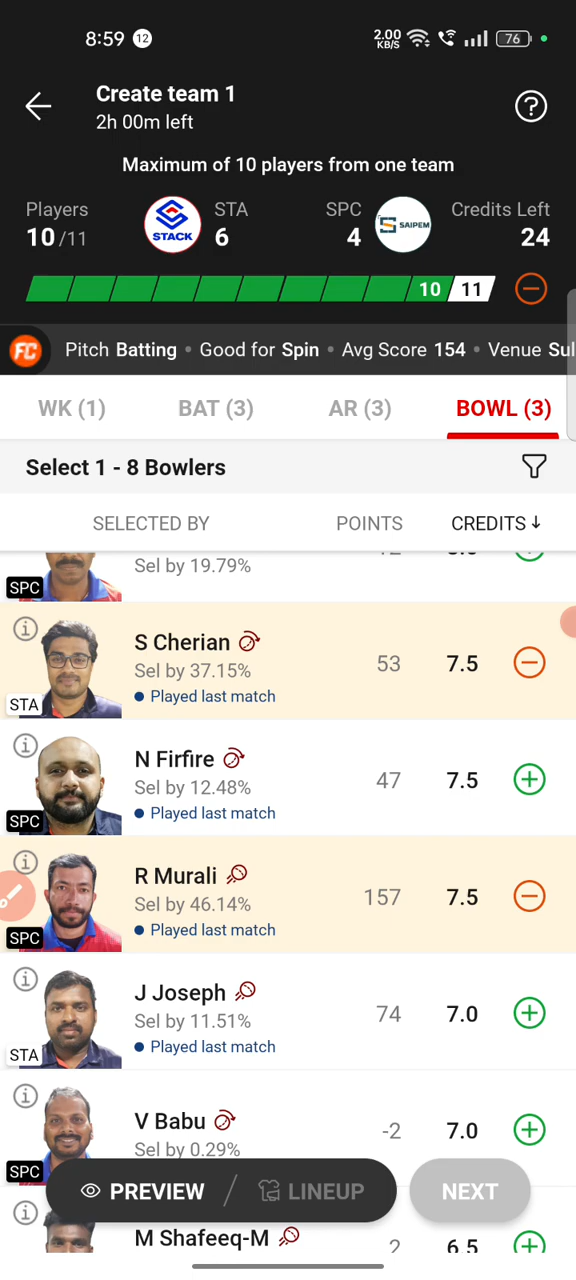 8:59 12 2.00 KB/S 76
Create team 1
2h 00m left
?
Maximum of 10 players from one team
Players STA SPC Credits Left
10 /11 STACK 6 4 SAIPEM 24
10 11
FC Pitch Batting • Good for Spin • Avg Score 154 • Venue Sul
WK (1) BAT (3) AR (3) BOWL (3)
Select 1 - 8 Bowlers
SELECTED BY POINTS CREDITS ↓
Sel by 19.79%
SPC
S Cherian
Sel by 37.15% 53 7.5
Played last match
STA
N Firfire
Sel by 12.48% 47 7.5
Played last match
SPC
R Murali
Sel by 46.14% 157 7.5
Played last match
SPC
J Joseph
Sel by 11.51% 74 7.0
Played last match
STA
V Babu
Sel by 0.29% -2 7.0
SPC
PREVIEW / LINEUP NEXT
M Shafeeq-M 2 6.5